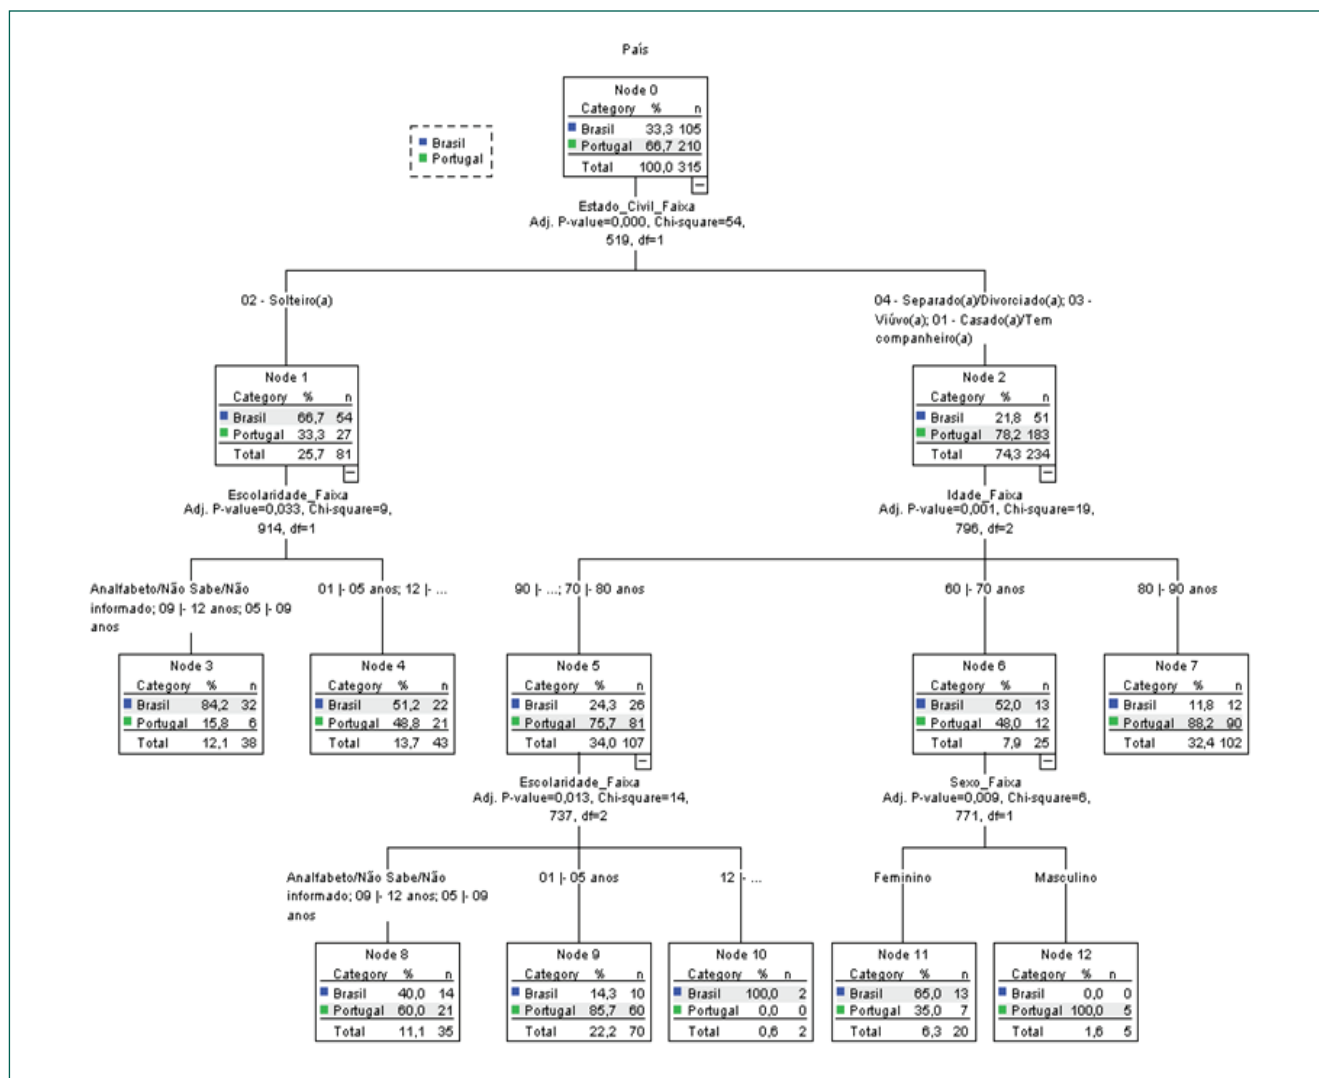 País
Node 0
Category % n
Brasil 33,3 105
Portugal 66,7 210
Total 100,0 315
Brasil
Portugal
Estado_Civil_Faixa
Adj. P-value=0,000, Chi-square=54,
519, df=1
02 - Solteiro(a)
04 - Separado(a)/Divorciado(a); 03 -
Viúvo(a); 01 - Casado(a)/Tem
companheiro(a)
Node 1
Category % n
Brasil 66,7 54
Portugal 33,3 27
Total 25,7 81
Node 2
Category % n
Brasil 21,8 51
Portugal 78,2 183
Total 74,3 234
Escolaridade_Faixa
Adj. P-value=0,033, Chi-square=9,
914, df=1
Idade_Faixa
Adj. P-value=0,001, Chi-square=19,
796, df=2
Analfabeto/Não Sabe/Não
informado; 09 |- 12 anos; 05 |- 09
anos
01 |- 05 anos; 12 |- ...
90 |- ...; 70 |- 80 anos
60 |- 70 anos
80 |- 90 anos
Node 3
Category % n
Brasil 84,2 32
Portugal 15,8 6
Total 12,1 38
Node 4
Category % n
Brasil 51,2 22
Portugal 48,8 21
Total 13,7 43
Node 5
Category % n
Brasil 24,3 26
Portugal 75,7 81
Total 34,0 107
Node 6
Category % n
Brasil 52,0 13
Portugal 48,0 12
Total 7,9 25
Node 7
Category % n
Brasil 11,8 12
Portugal 88,2 90
Total 32,4 102
Escolaridade_Faixa
Adj. P-value=0,013, Chi-square=14,
737, df=2
Sexo_Faixa
Adj. P-value=0,009, Chi-square=6,
771, df=1
Analfabeto/Não Sabe/Não
informado; 09 |- 12 anos; 05 |- 09
anos
01 |- 05 anos
12 |- ...
Feminino
Masculino
Node 8
Category % n
Brasil 40,0 14
Portugal 60,0 21
Total 11,1 35
Node 9
Category % n
Brasil 14,3 10
Portugal 85,7 60
Total 22,2 70
Node 10
Category % n
Brasil 100,0 2
Portugal 0,0 0
Total 0,6 2
Node 11
Category % n
Brasil 65,0 13
Portugal 35,0 7
Total 6,3 20
Node 12
Category % n
Brasil 0,0 0
Portugal 100,0 5
Total 1,6 5